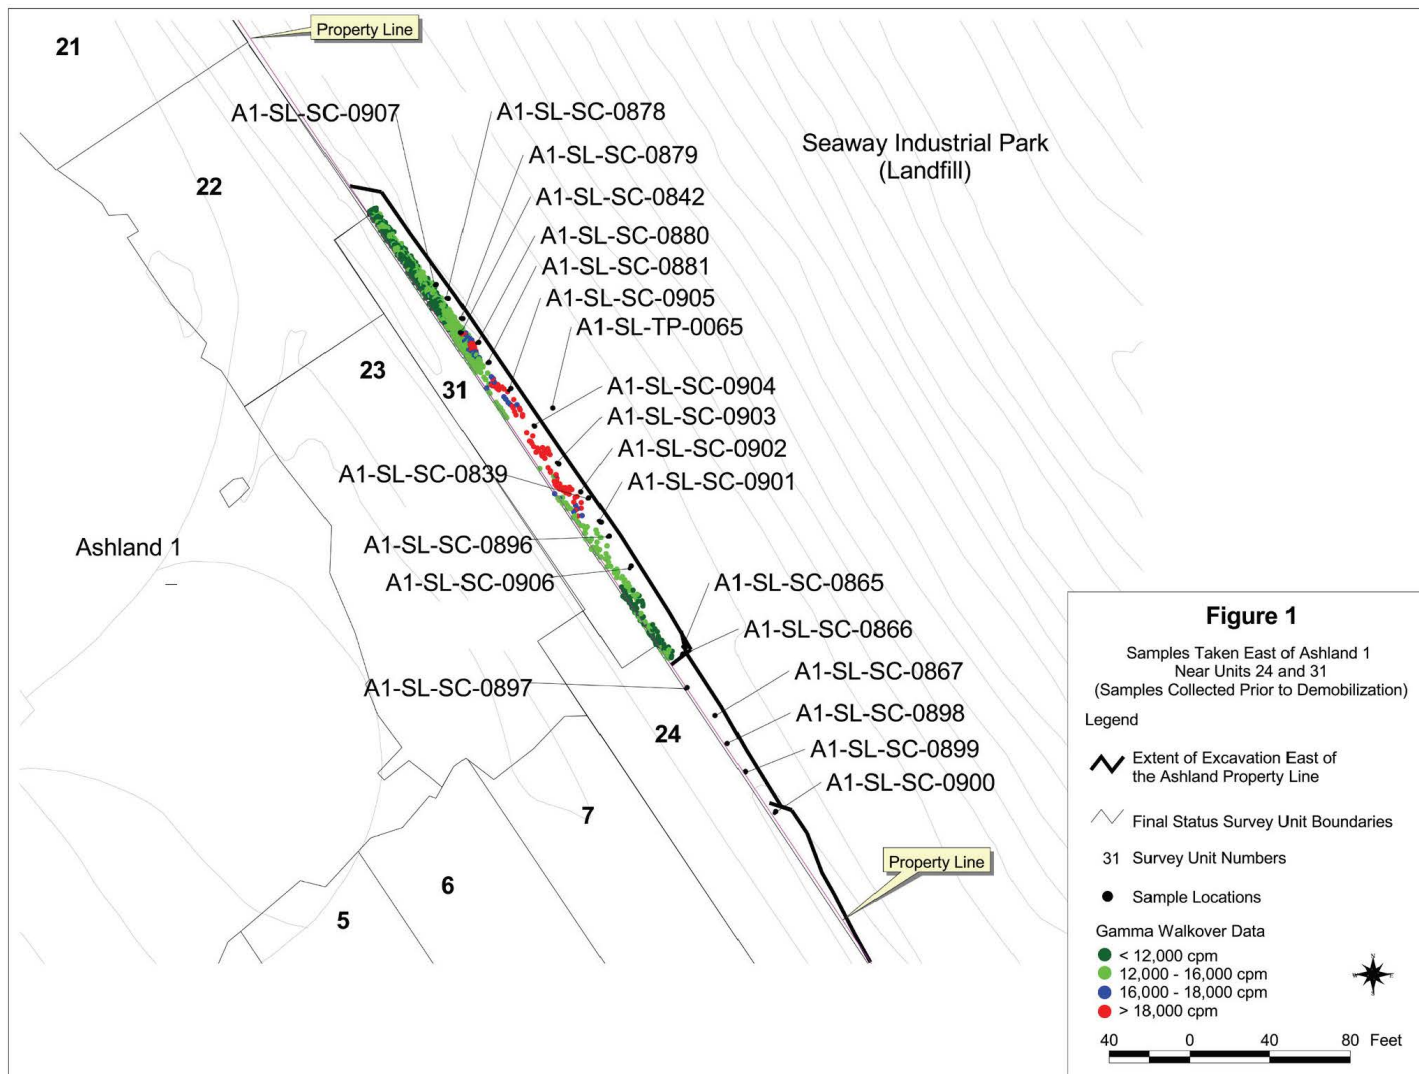 21
Property Line
A1-SL-SC-0907
A1-SL-SC-0878
Seaway Industrial Park
(Landfill)
A1-SL-SC-0879
22
A1-SL-SC-0842
A1-SL-SC-0880
A1-SL-SC-0881
A1-SL-SC-0905
A1-SL-TP-0065
23
31
A1-SL-SC-0904
A1-SL-SC-0903
A1-SL-SC-0902
A1-SL-SC-0839
A1-SL-SC-0901
Ashland 1
A1-SL-SC-0896
A1-SL-SC-0906
A1-SL-SC-0865
A1-SL-SC-0866
A1-SL-SC-0867
A1-SL-SC-0897
A1-SL-SC-0898
24
A1-SL-SC-0899
A1-SL-SC-0900
7
Property Line
6
5
Figure 1
Samples Taken East of Ashland 1
Near Units 24 and 31
(Samples Collected Prior to Demobilization)
Legend
Extent of Excavation East of
the Ashland Property Line
Final Status Survey Unit Boundaries
31 Survey Unit Numbers
Sample Locations
Gamma Walkover Data
< 12,000 cpm
12,000 - 16,000 cpm
16,000 - 18,000 cpm
> 18,000 cpm
N
W E
S
40 0 40 80 Feet